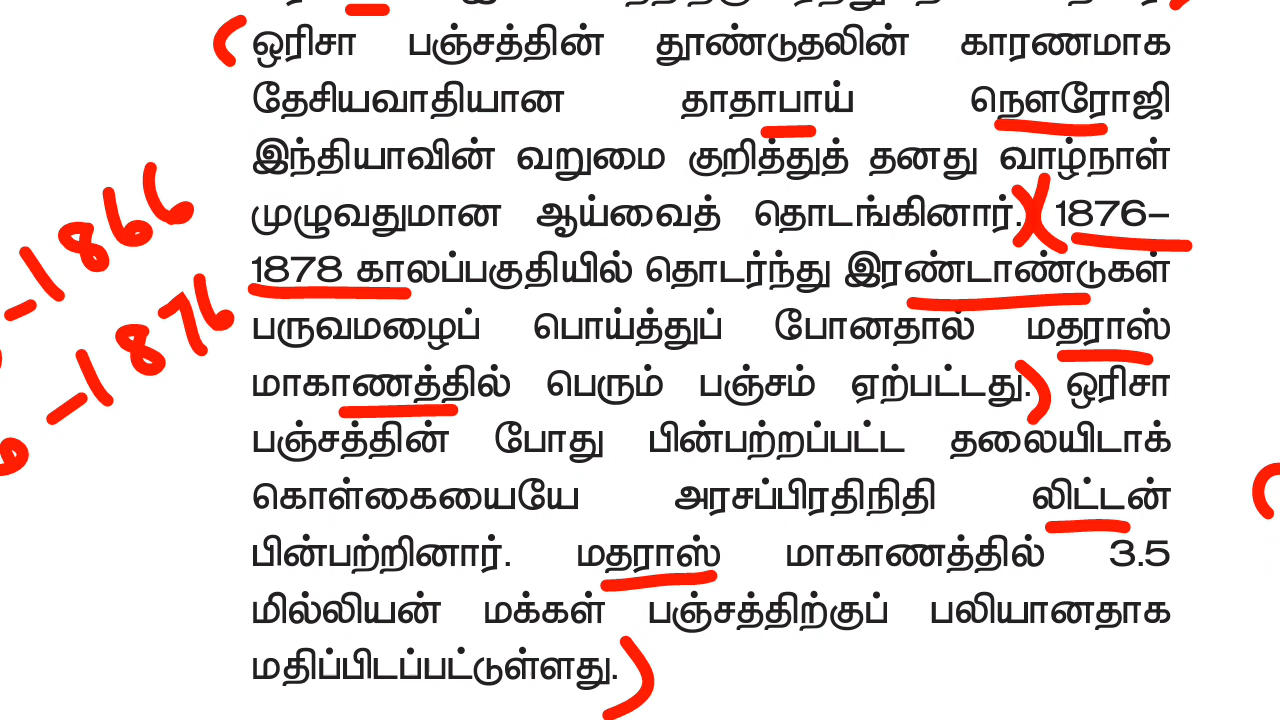 ஒரிசா பஞ்சத்தின் தூண்டுதலின் காரணமாக
தேசியவாதியான தாதாபாய் நௌரோஜி
இந்தியாவின் வறுமை குறித்துத் தனது வாழ்நாள்
முழுவதுமான ஆய்வைத் தொடங்கினார். 1876–
1878 காலப்பகுதியில் தொடர்ந்து இரண்டாண்டுகள்
பருவமழைப் பொய்த்துப் போனதால் மதராஸ்
மாகாணத்தில் பெரும் பஞ்சம் ஏற்பட்டது. ஒரிசா
பஞ்சத்தின் போது பின்பற்றப்பட்ட தலையிடாக்
கொள்கையையே அரசப்பிரதிநிதி லிட்டன்
பின்பற்றினார். மதராஸ் மாகாணத்தில் 3.5
மில்லியன் மக்கள் பஞ்சத்திற்குப் பலியானதாக
மதிப்பிடப்பட்டுள்ளது.
–1866
–1876